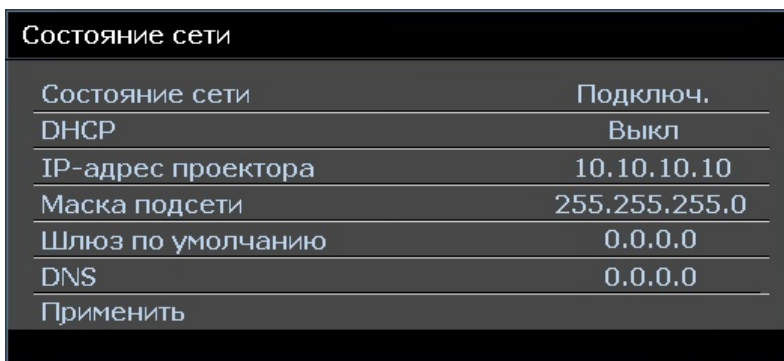 Состояние сети
Состояние сети Подключ.
DHCP Выкл
IP-адрес проектора 10.10.10.10
Маска подсети 255.255.255.0
Шлюз по умолчанию 0.0.0.0
DNS 0.0.0.0
Применить